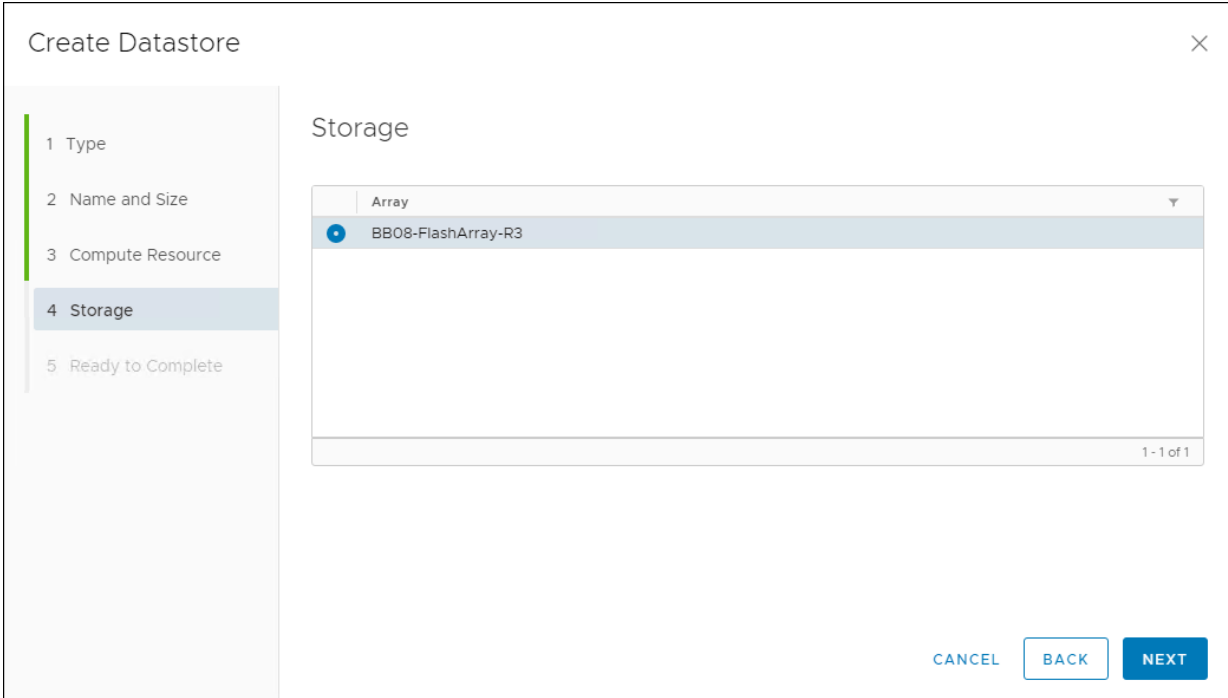 Create Datastore
1 Type
2 Name and Size
3 Compute Resource
4 Storage
5 Ready to Complete
Storage
Array
BB08-FlashArray-R3
1 - 1 of 1
CANCEL
BACK
NEXT